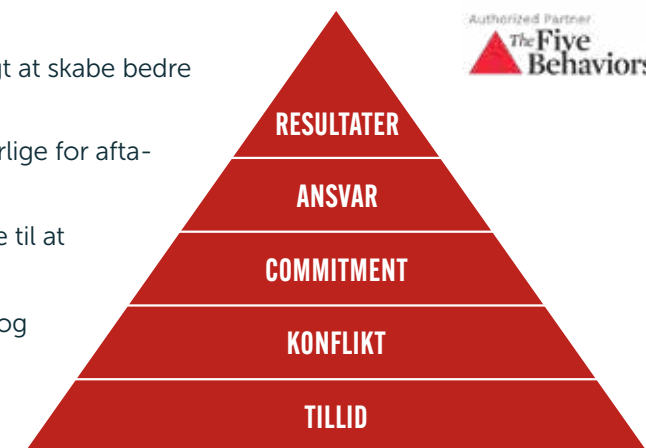 Authorized Partner
The Five
Behaviors
gt at skabe bedre
RESULTATER
rlige for afta-
ANSVAR
e til at
COMMITMENT
og
KONFLIKT
TILLID